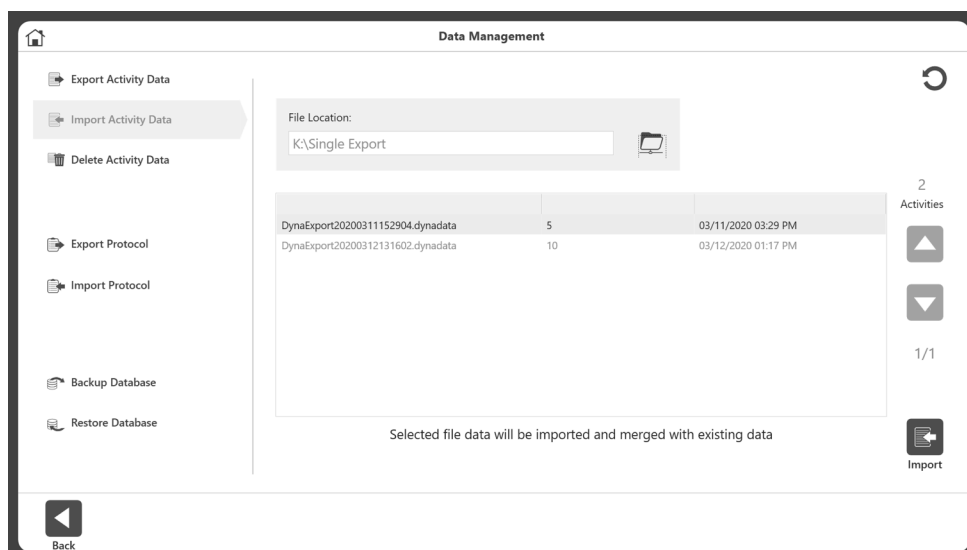 Data Management
Export Activity Data
Import Activity Data
Delete Activity Data
Export Protocol
Import Protocol
Backup Database
Restore Database
File Location:
K:\Single Export
DynaExport20200311152904.dynadata 5 03/11/2020 03:29 PM
DynaExport20200312131602.dynadata 10 03/12/2020 01:17 PM
Selected file data will be imported and merged with existing data
2
Activities
1/1
Import
Back